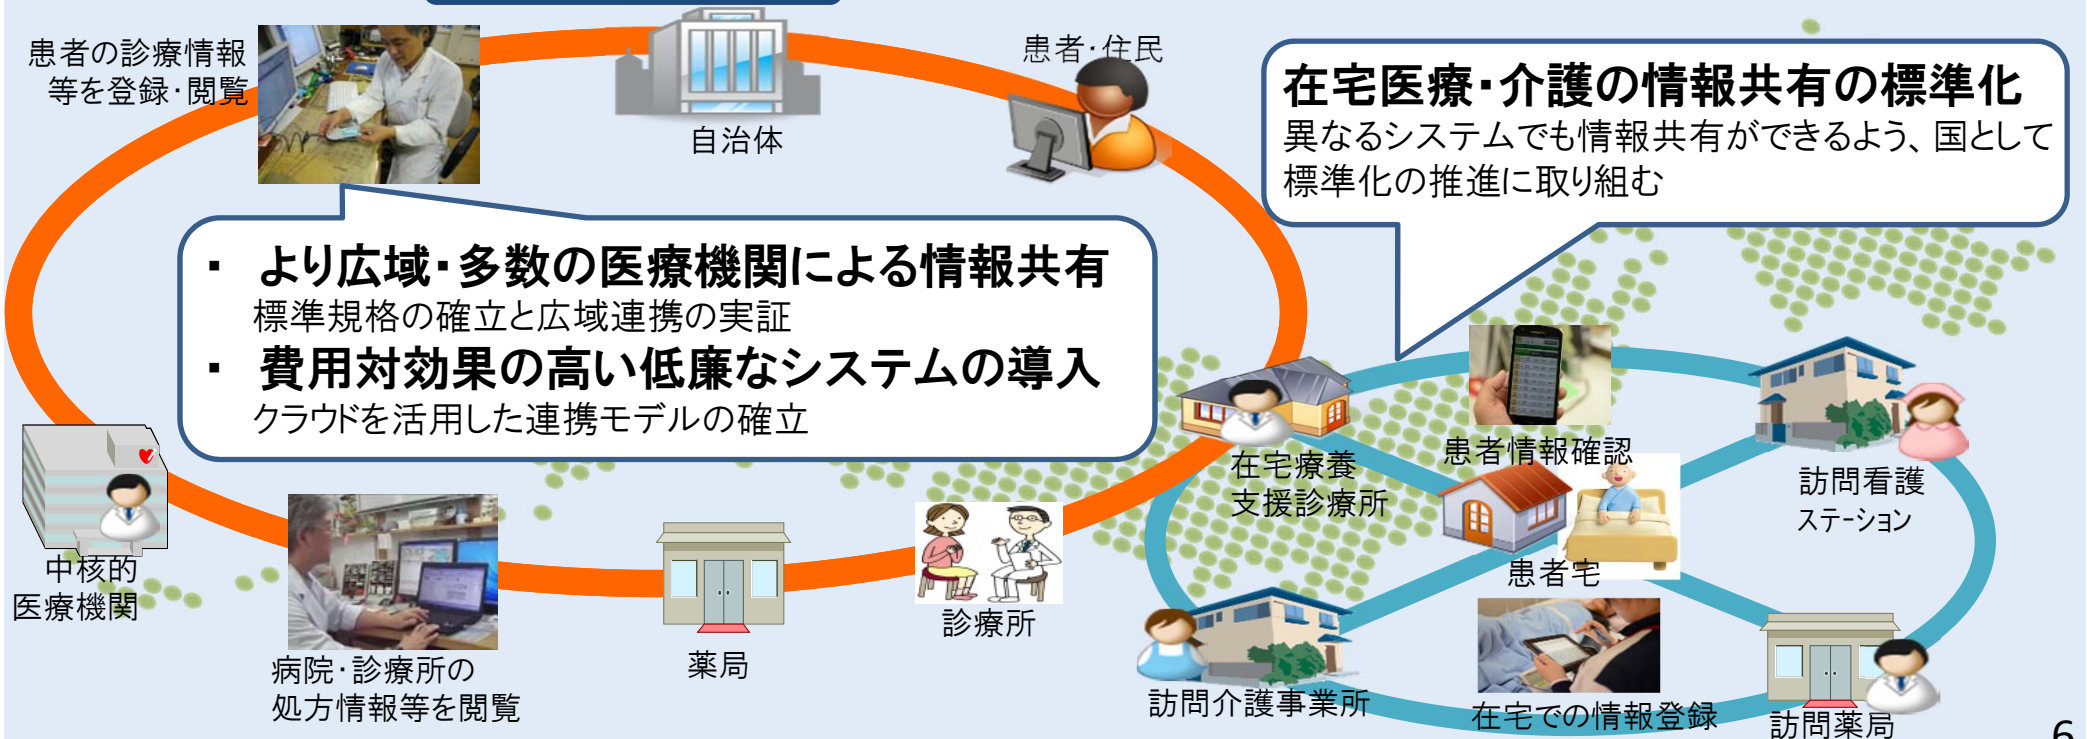 患者の診療情報
等を登録・閲覧
自治体
患者・住民
在宅医療・介護の情報共有の標準化
異なるシステムでも情報共有ができるよう、国として
標準化の推進に取り組む
・ より広域・多数の医療機関による情報共有
標準規格の確立と広域連携の実証
・ 費用対効果の高い低廉なシステムの導入
クラウドを活用した連携モデルの確立
中核的
医療機関
病院・診療所の
処方情報等を閲覧
薬局
診療所
在宅療養
支援診療所
患者情報確認
訪問看護
ステーション
患者宅
訪問介護事業所
在宅での情報登録
訪問薬局
6